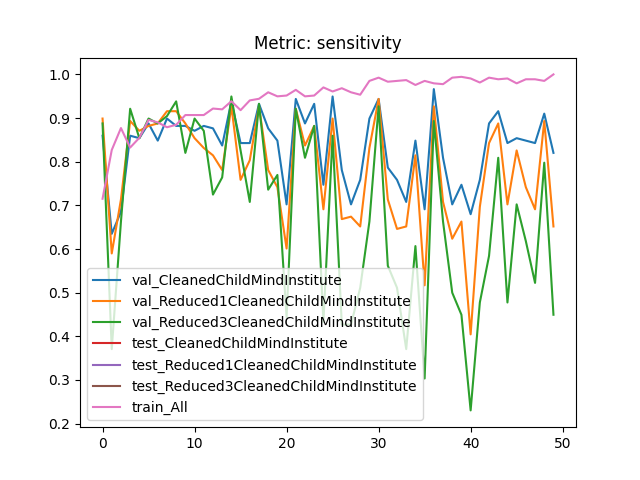 Metric: sensitivity
1.0
0.9
0.8
0.7
0.6
0.5
0.4
0.3
0.2
val_CleanedChildMindInstitute
val_Reduced1CleanedChildMindInstitute
val_Reduced3CleanedChildMindInstitute
test_CleanedChildMindInstitute
test_Reduced1CleanedChildMindInstitute
test_Reduced3CleanedChildMindInstitute
train_All
0 10 20 30 40 50